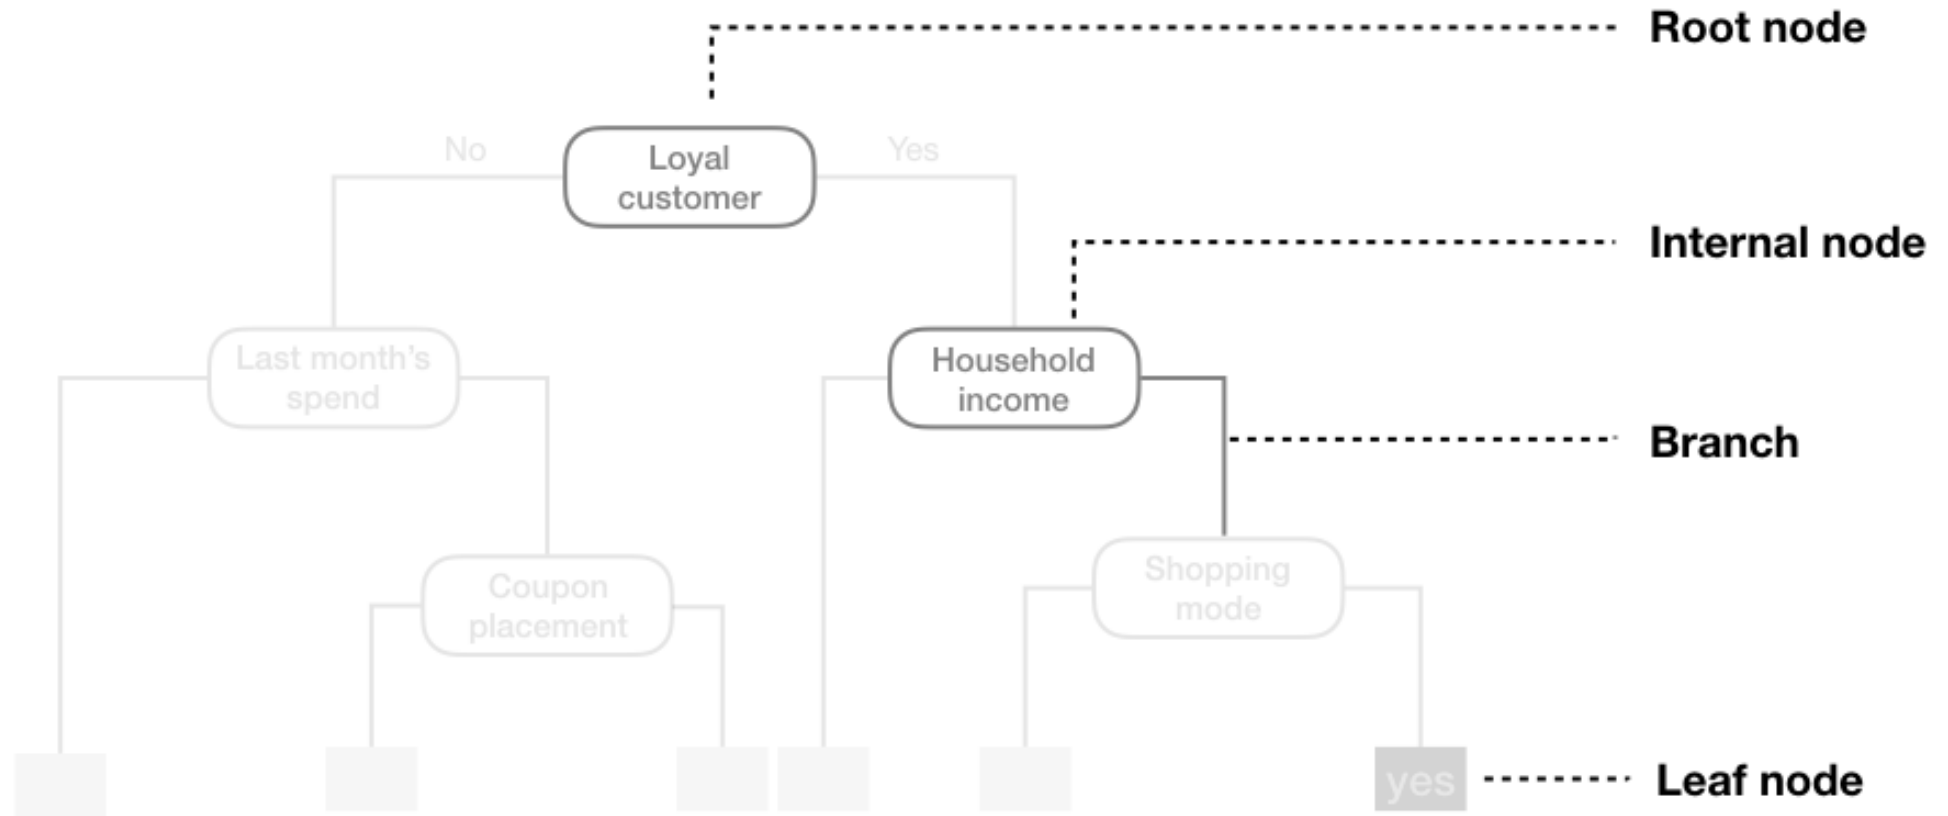 Root node
No
Loyal
customer
Yes
Internal node
Last month's
spend
Household
income
Branch
Coupon
placement
Shopping
mode
yes
Leaf node